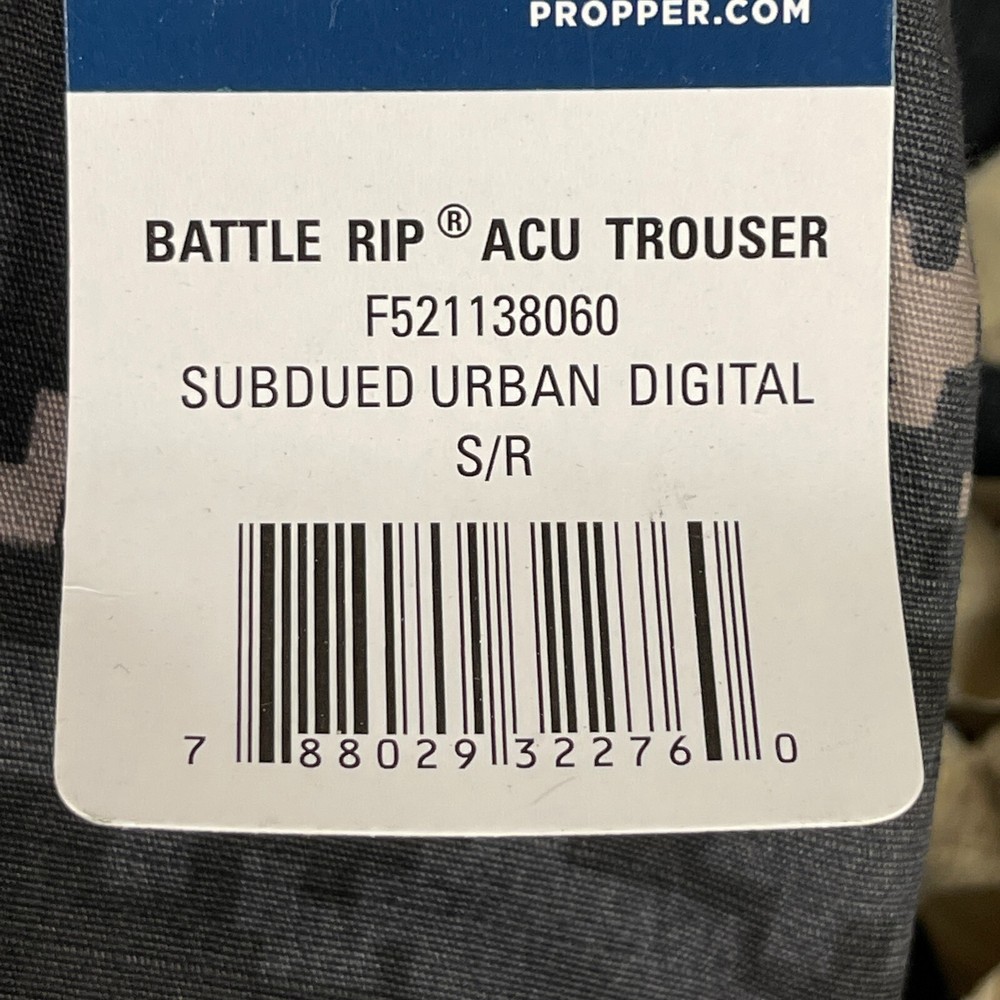 PROPPER.COM
BATTLE RIP® ACU TROUSER
F521138060
SUBDUED URBAN DIGITAL
S/R
7 88029 32276 0